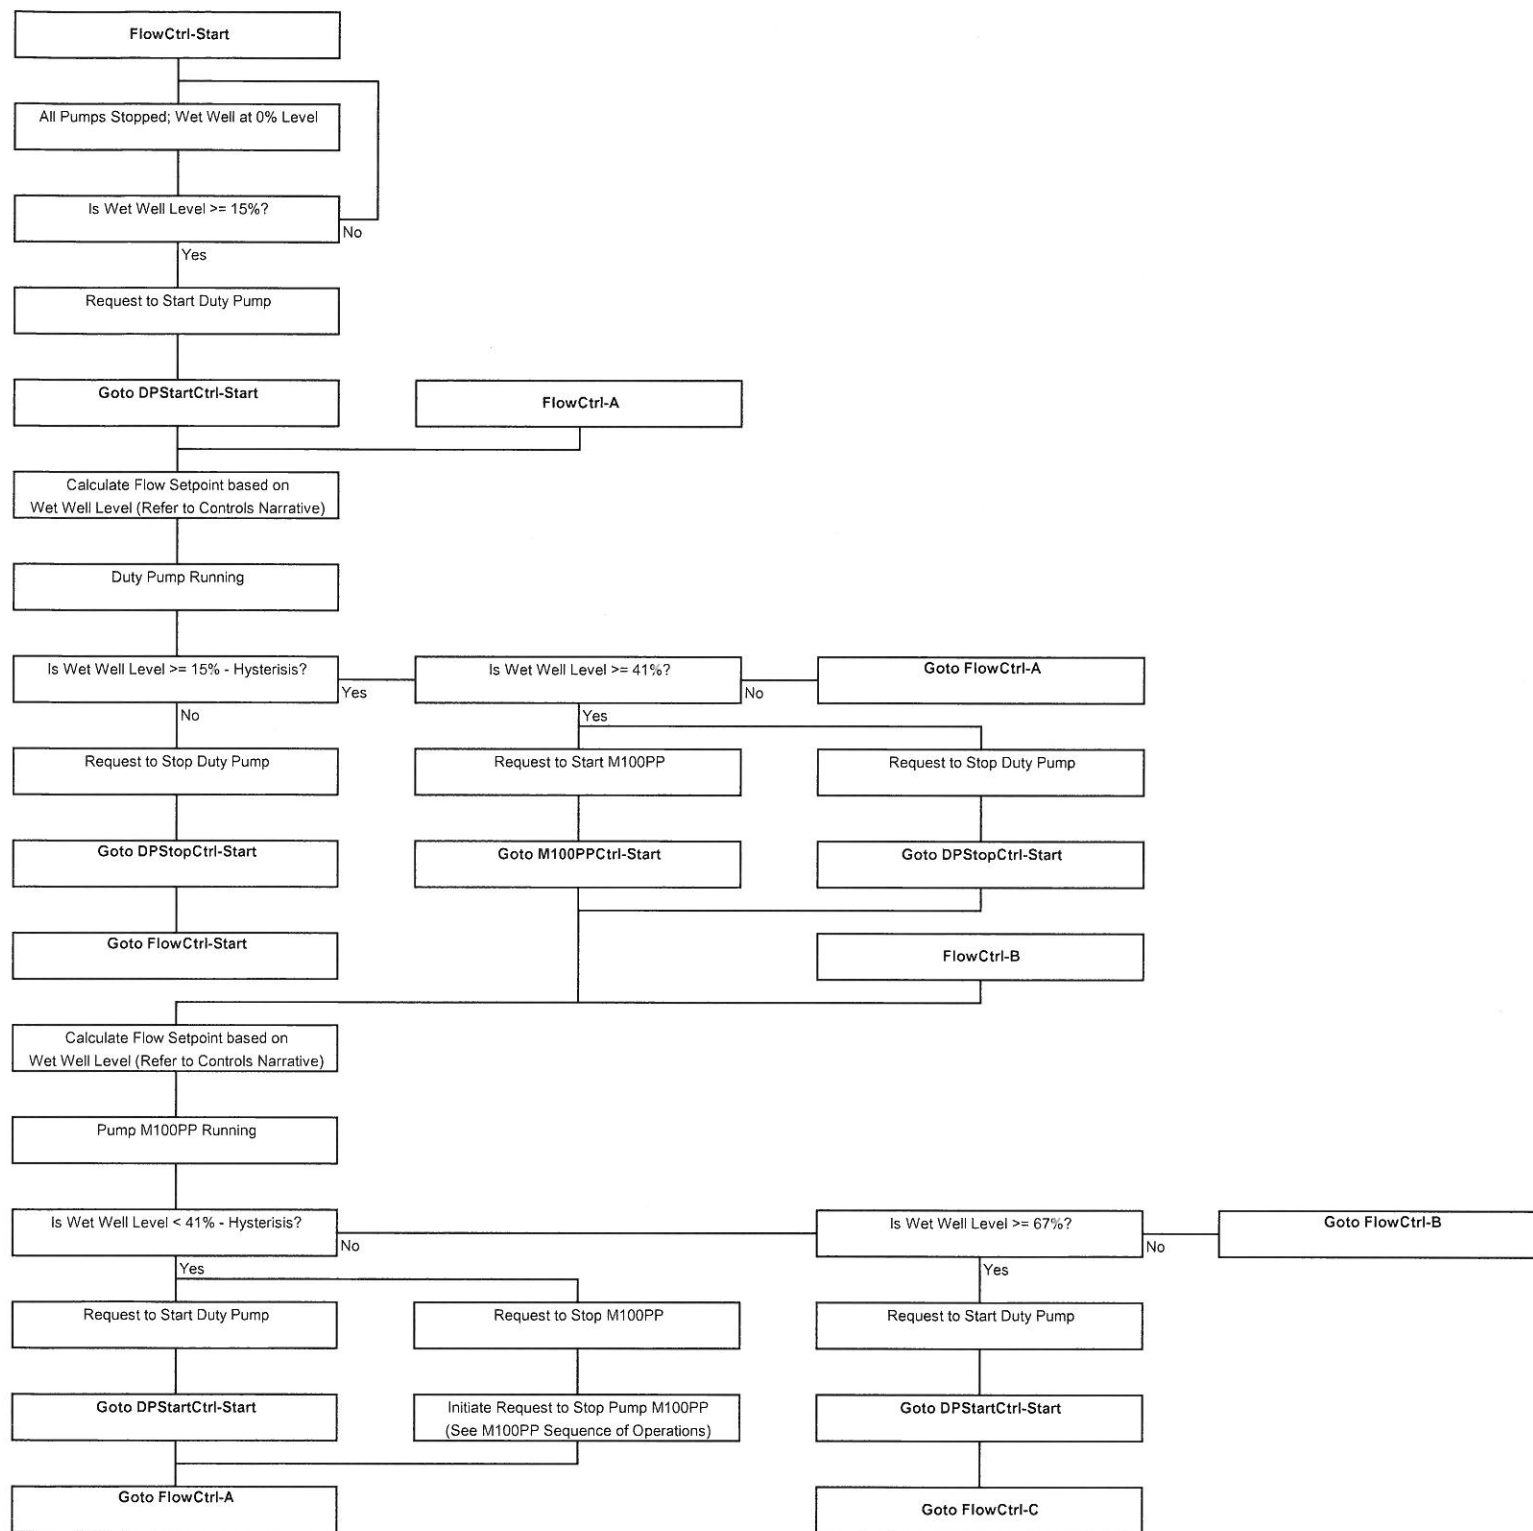 FlowCtrl-Start
All Pumps Stopped; Wet Well at 0% Level
Is Wet Well Level >= 15%?
No
Yes
Request to Start Duty Pump
Goto DPStartCtrl-Start
FlowCtrl-A
Calculate Flow Setpoint based on
Wet Well Level (Refer to Controls Narrative)
Duty Pump Running
Is Wet Well Level >= 15% - Hysterisis?
Yes
Is Wet Well Level >= 41%?
No
Goto FlowCtrl-A
No
Yes
Request to Stop Duty Pump
Request to Start M100PP
Request to Stop Duty Pump
Goto DPStopCtrl-Start
Goto M100PPCtrl-Start
Goto DPStopCtrl-Start
Goto FlowCtrl-Start
FlowCtrl-B
Calculate Flow Setpoint based on
Wet Well Level (Refer to Controls Narrative)
Pump M100PP Running
Is Wet Well Level < 41% - Hysterisis?
No
Is Wet Well Level >= 67%?
No
Goto FlowCtrl-B
Yes
Yes
Request to Start Duty Pump
Request to Stop M100PP
Request to Start Duty Pump
Goto DPStartCtrl-Start
Initiate Request to Stop Pump M100PP
(See M100PP Sequence of Operations)
Goto DPStartCtrl-Start
Goto FlowCtrl-A
Goto FlowCtrl-C